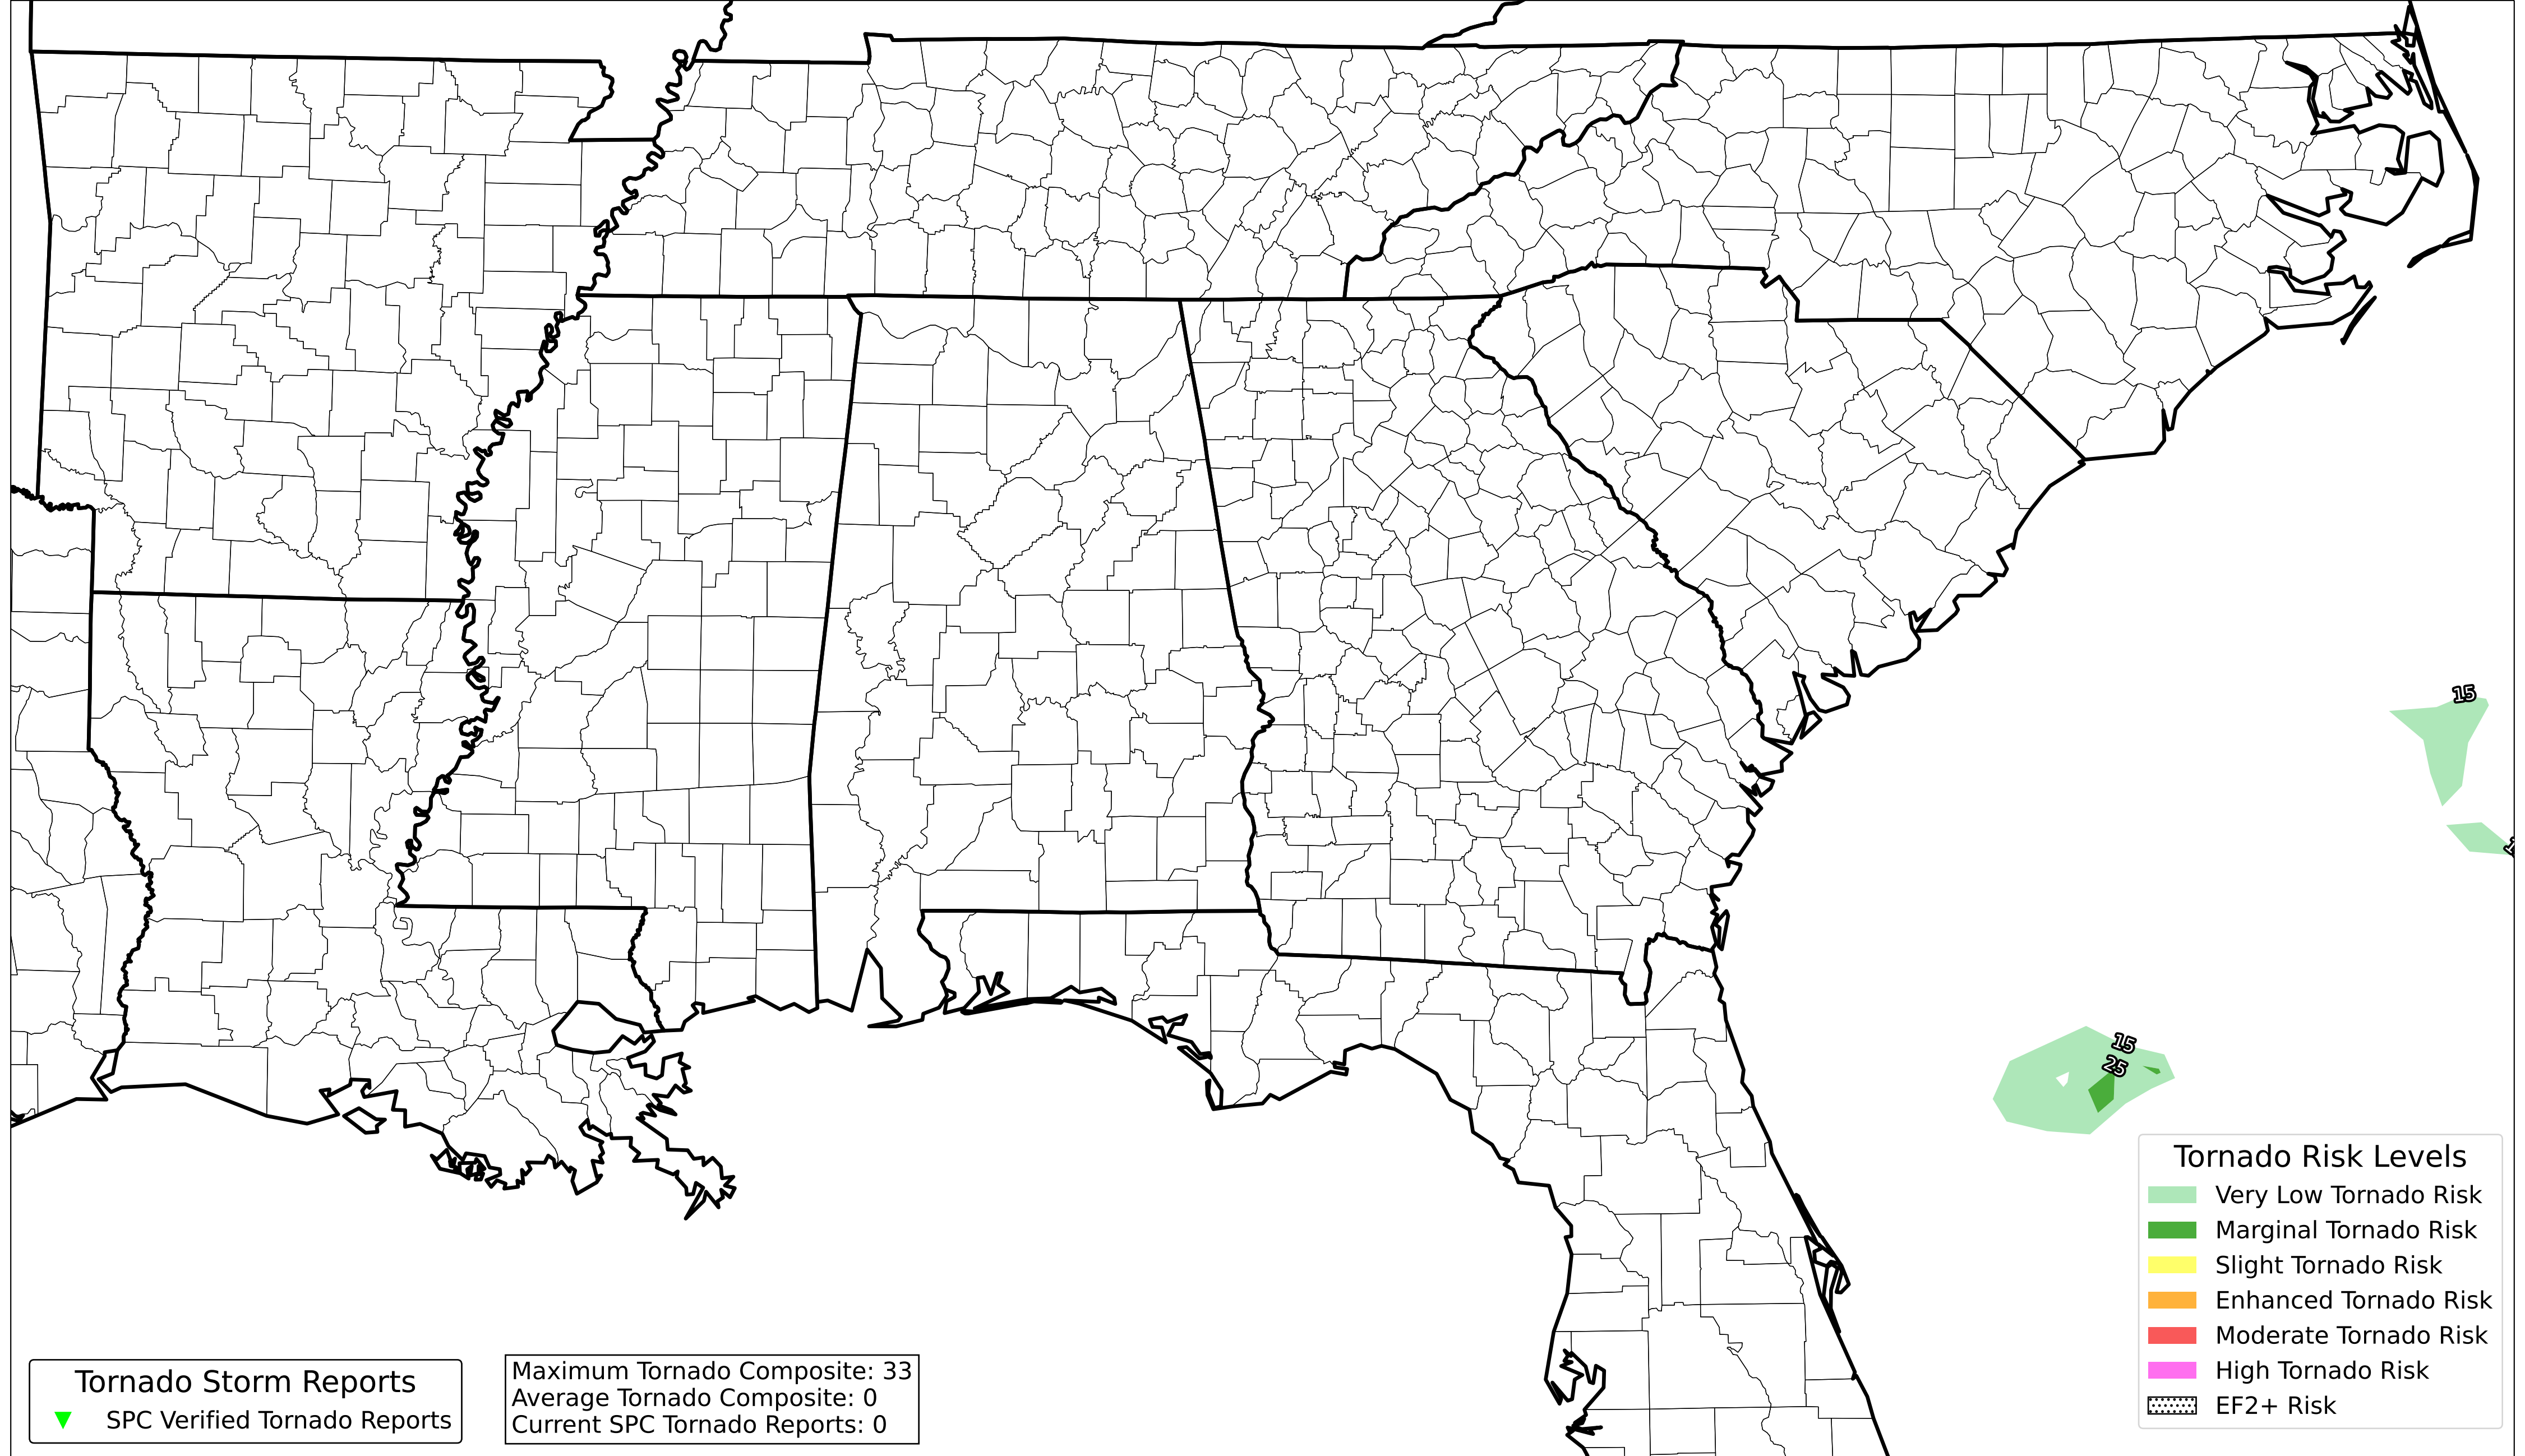 15
15
25
Tornado Risk Levels
Very Low Tornado Risk
Marginal Tornado Risk
Slight Tornado Risk
Enhanced Tornado Risk
Moderate Tornado Risk
High Tornado Risk
EF2+ Risk
Tornado Storm Reports
SPC Verified Tornado Reports
Maximum Tornado Composite: 33
Average Tornado Composite: 0
Current SPC Tornado Reports: 0